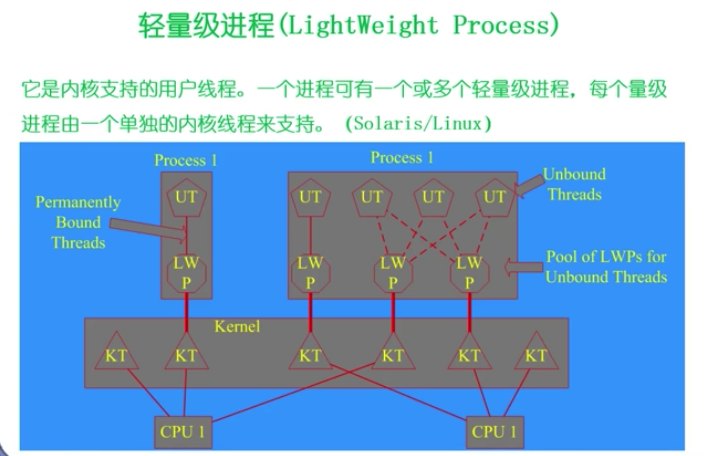 轻量级进程(LightWeight Process)
它是内核支持的用户线程。一个进程可有一个或多个轻量级进程，每个量级
进程由一个单独的内核线程来支持。（Solaris/Linux）
Process 1
Process 1
Unbound
Threads
UT
UT
UT
UT
UT
Permanently
Bound
Threads
LW
P
LW
P
LW
P
LW
P
Pool of LWPs for
Unbound Threads
Kernel
KT
KT
KT
KT
KT
KT
CPU 1
CPU 1